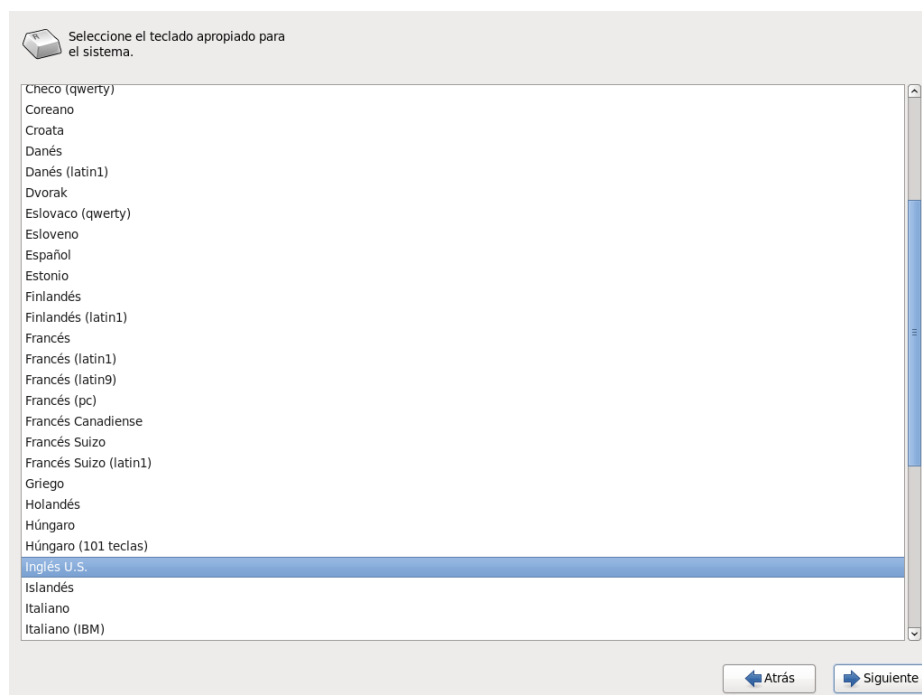 Seleccione el teclado apropiado para
el sistema.
Checo (qwerty)
Coreano
Croata
Danés
Danés (latin1)
Dvorak
Eslovaco (qwerty)
Esloveno
Español
Estonio
Finlandés
Finlandés (latin1)
Francés
Francés (latin1)
Francés (latin9)
Francés (pc)
Francés Canadiense
Francés Suizo
Francés Suizo (latin1)
Griego
Holandés
Húngaro
Húngaro (101 teclas)
Inglés U.S.
Islandés
Italiano
Italiano (IBM)
Atrás Siguiente